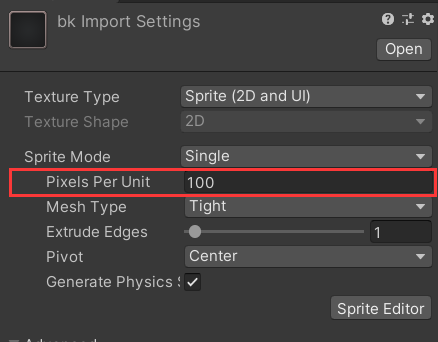 bk Import Settings
Open
Texture Type Sprite (2D and UI)
Texture Shape 2D
Sprite Mode Single
Pixels Per Unit 100
Mesh Type Tight
Extrude Edges 1
Pivot Center
Generate Physics S
Sprite Editor
Advanced